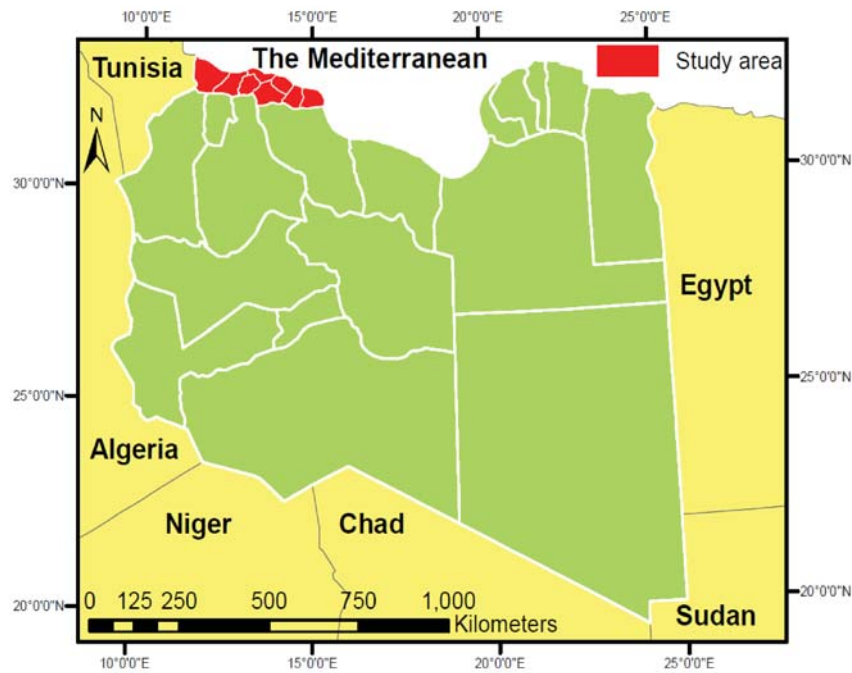 10°0'0"E 15°0'0"E 20°0'0"E 25°0'0"E
Tunisia
The Mediterranean
Study area
N
30°0'0"N
30°0'0"N
Egypt
25°0'0"N
25°0'0"N
Algeria
Niger
Chad
20°0'0"N
20°0'0"N
0 125 250 500 750 1,000
Kilometers
Sudan
10°0'0"E 15°0'0"E 20°0'0"E 25°0'0"E